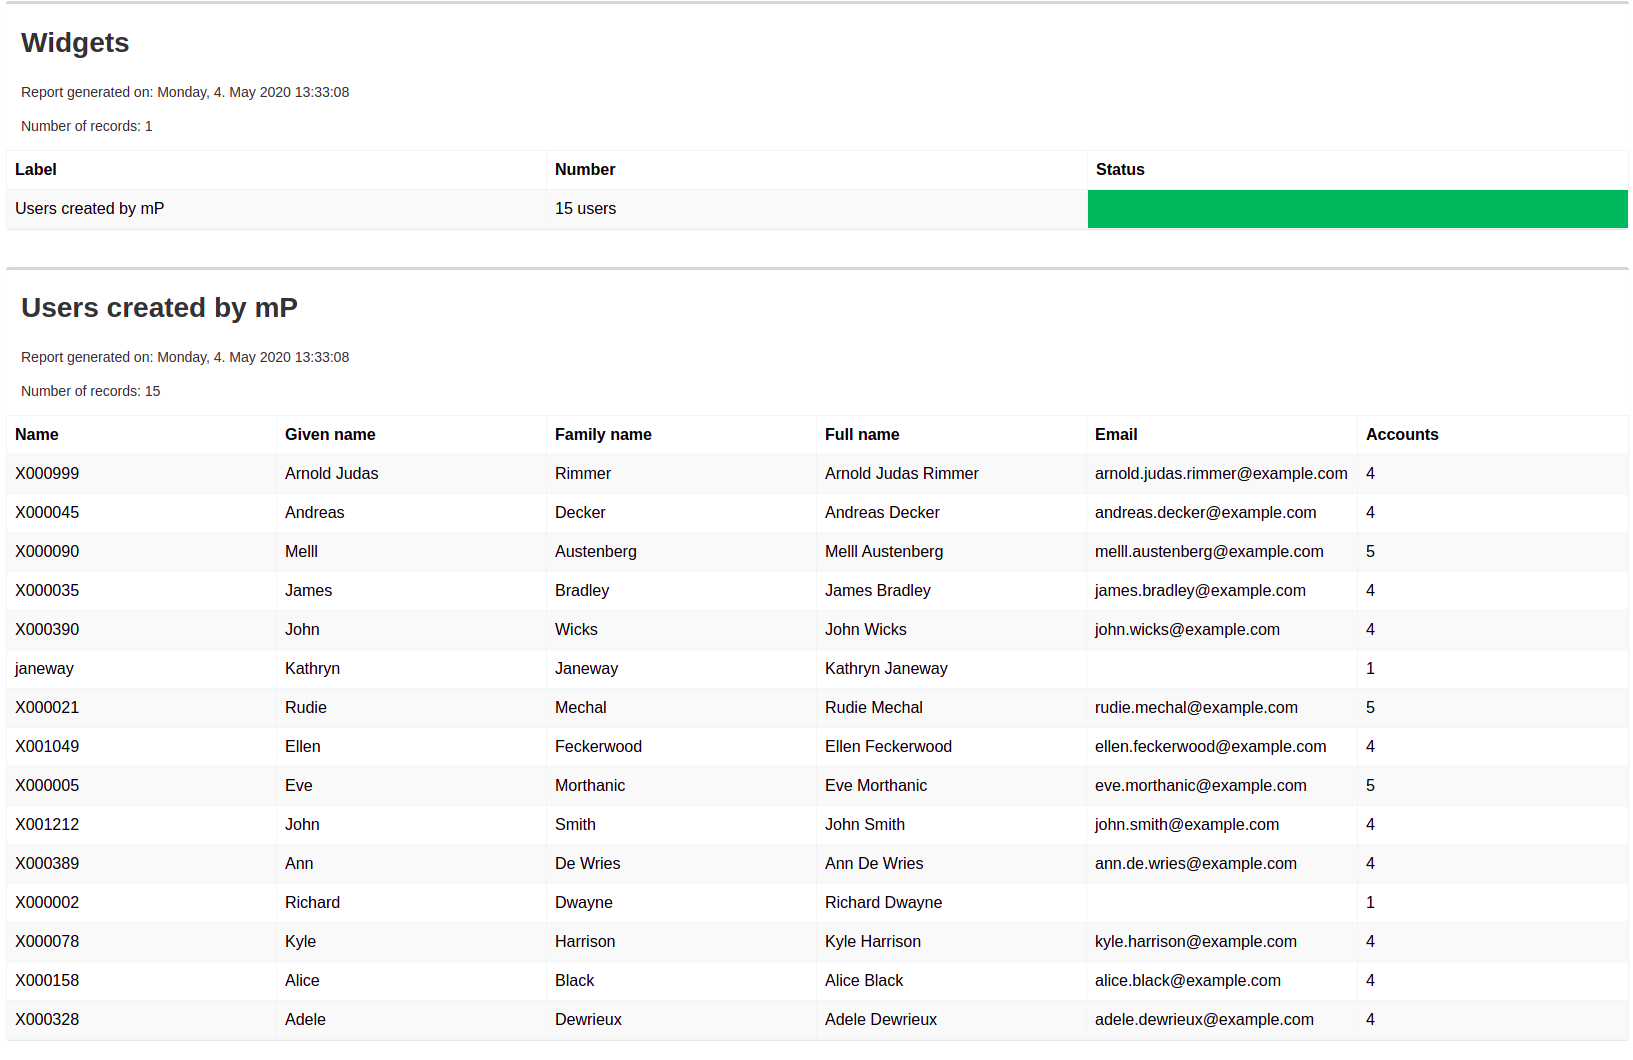 Widgets
Report generated on: Monday, 4. May 2020 13:33:08
Number of records: 1
Label Number Status
Users created by mP 15 users
Users created by mP
Report generated on: Monday, 4. May 2020 13:33:08
Number of records: 15
Name Given name Family name Full name Email Accounts
X000999 Arnold Judas Rimmer Arnold Judas Rimmer arnold.judas.rimmer@example.com 4
X000045 Andreas Decker Andreas Decker andreas.decker@example.com 4
X000090 Melll Austenberg Melll Austenberg melll.austenberg@example.com 5
X000035 James Bradley James Bradley james.bradley@example.com 4
X000390 John Wicks John Wicks john.wicks@example.com 4
janeway Kathryn Janeway Kathryn Janeway 1
X000021 Rudie Mechal Rudie Mechal rudie.mechal@example.com 5
X001049 Ellen Feckerwood Ellen Feckerwood ellen.feckerwood@example.com 4
X000005 Eve Morthanic Eve Morthanic eve.morthanic@example.com 5
X001212 John Smith John Smith john.smith@example.com 4
X000389 Ann De Wries Ann De Wries ann.de.wries@example.com 4
X000002 Richard Dwayne Richard Dwayne 1
X000078 Kyle Harrison Kyle Harrison kyle.harrison@example.com 4
X000158 Alice Black Alice Black alice.black@example.com 4
X000328 Adele Dewrieux Adele Dewrieux adele.dewrieux@example.com 4